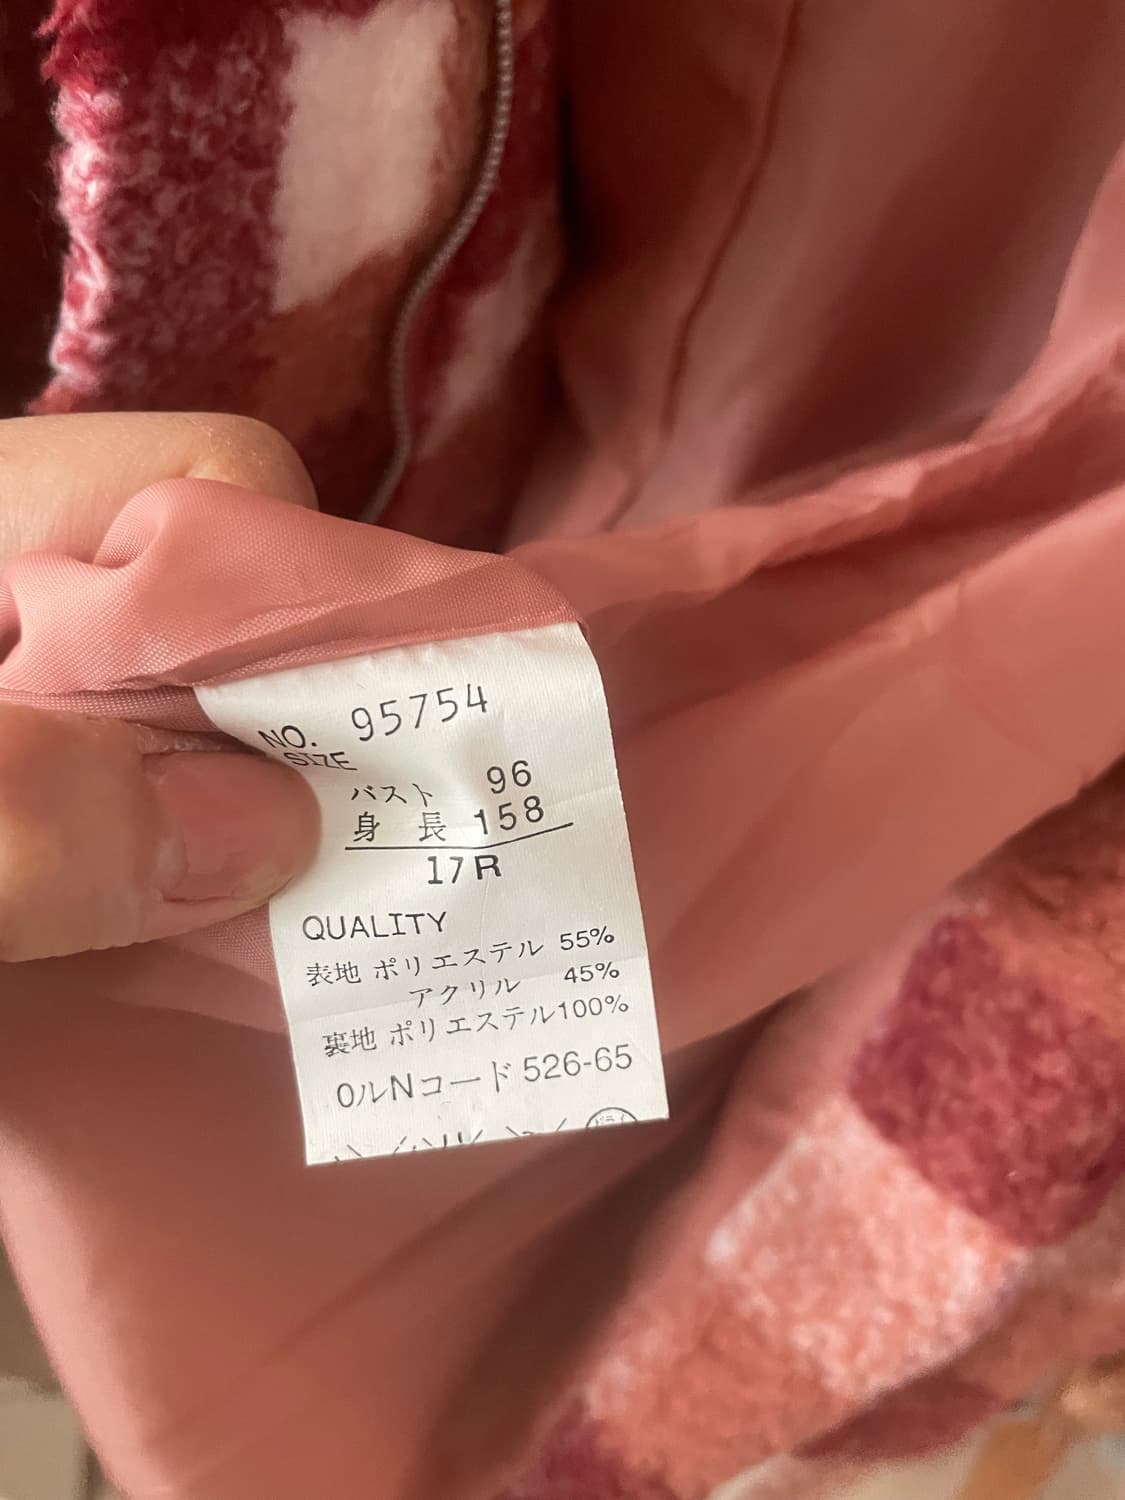 NO. 95754
SIZE
バスト 96
身 長 158
17R
QUALITY
表地 ポリエステル 55%
アクリル 45%
裏地 ポリエステル100%
0ルNコード 526-65